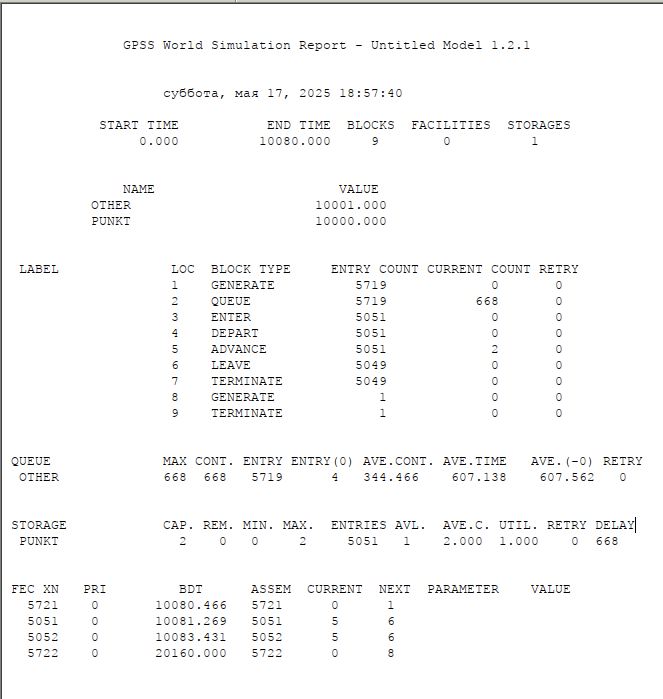 GPSS World Simulation Report - Untitled Model 1.2.1
суббота, мая 17, 2025 18:57:40
START TIME END TIME BLOCKS FACILITIES STORAGES
0.000 10080.000 9 0 1
NAME VALUE
OTHER 10001.000
PUNKT 10000.000
LABEL LOC BLOCK TYPE ENTRY COUNT CURRENT COUNT RETRY
1 GENERATE 5719 0 0
2 QUEUE 5719 668 0
3 ENTER 5051 0 0
4 DEPART 5051 0 0
5 ADVANCE 5051 2 0
6 LEAVE 5049 0 0
7 TERMINATE 5049 0 0
8 GENERATE 1 0 0
9 TERMINATE 1 0 0
QUEUE MAX CONT. ENTRY ENTRY(0) AVE.CONT. AVE.TIME AVE.(-0) RETRY
OTHER 668 668 5719 4 344.466 607.138 607.562 0
STORAGE CAP. REM. MIN. MAX. ENTRIES AVL. AVE.C. UTIL. RETRY DELAY
PUNKT 2 0 0 2 5051 1 2.000 1.000 0 668
FEC XN PRI BDT ASSEM CURRENT NEXT PARAMETER VALUE
5721 0 10080.466 5721 0 1
5051 0 10081.269 5051 5 6
5052 0 10083.431 5052 5 6
5722 0 20160.000 5722 0 8